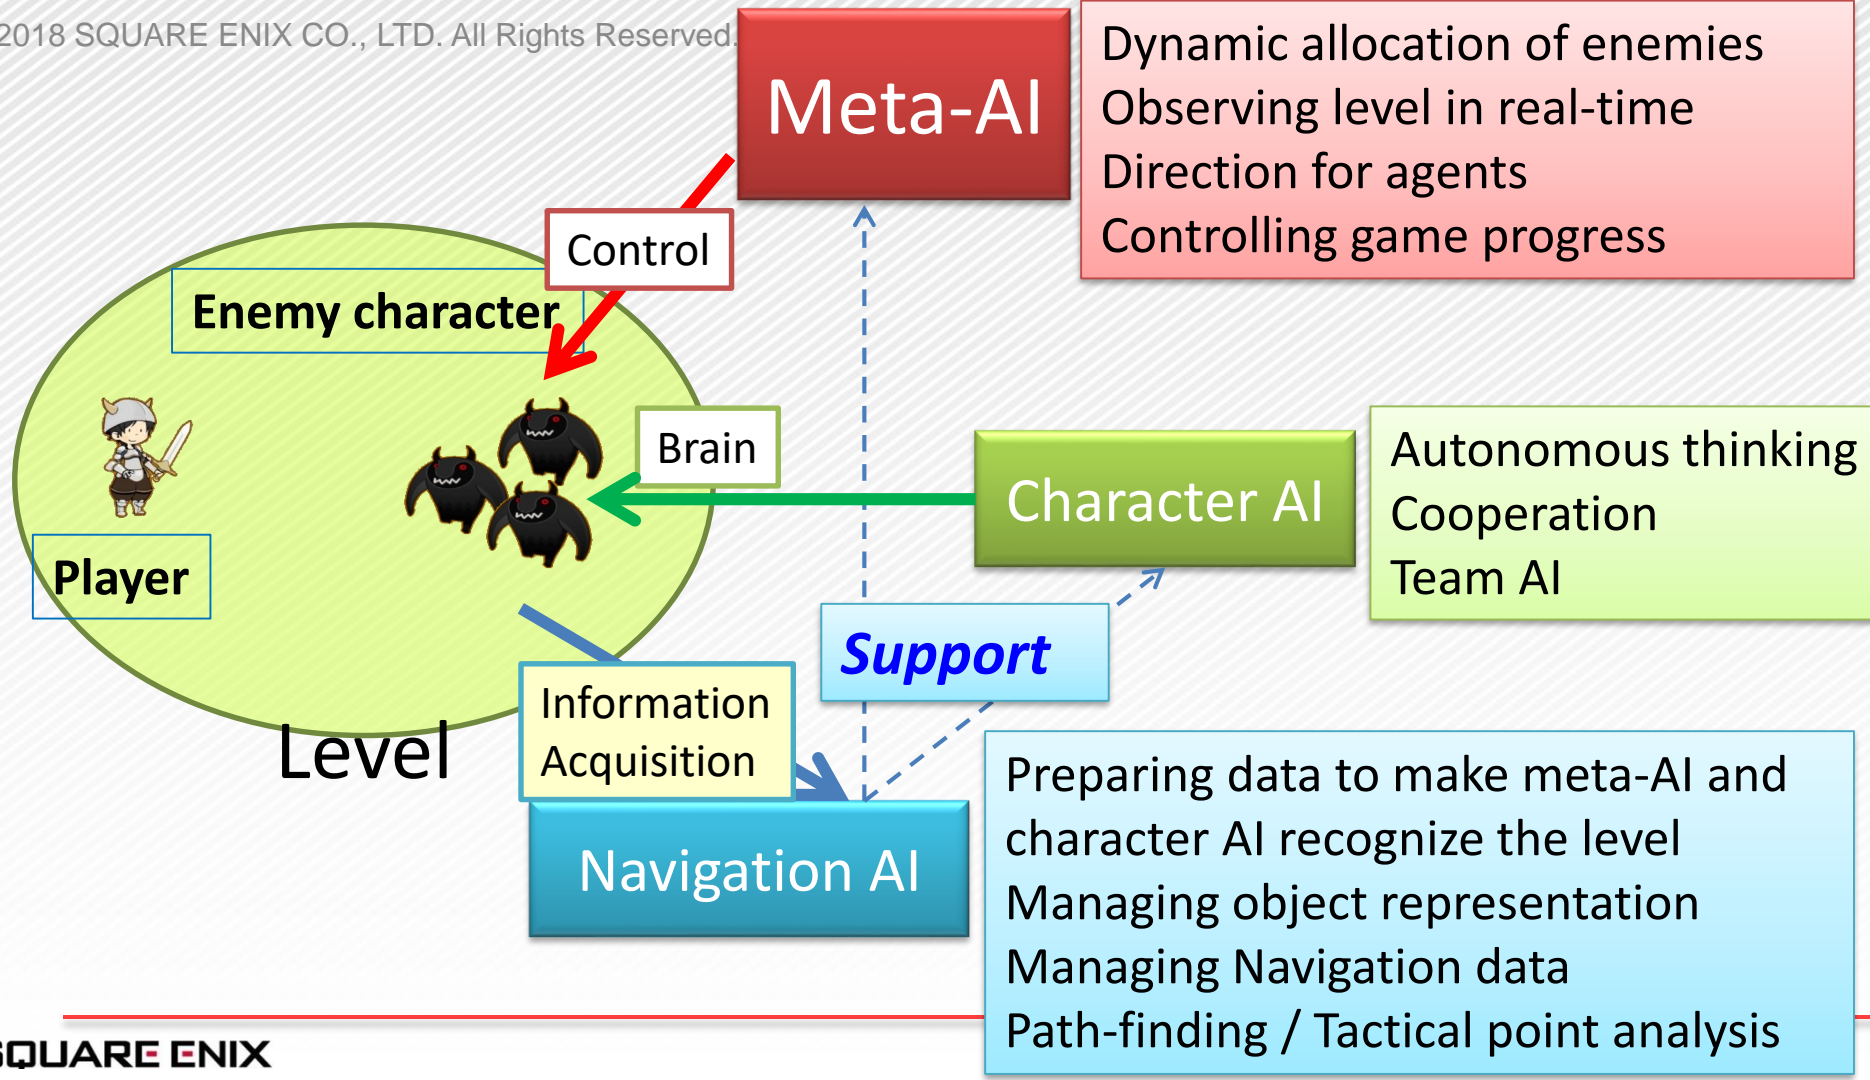 2018 SQUARE ENIX CO., LTD. All Rights Reserved.
Meta-AI
Dynamic allocation of enemies
Observing level in real-time
Direction for agents
Controlling game progress
Control
Enemy character
Brain
Character AI
Autonomous thinking
Cooperation
Team AI
Player
Support
Information
Acquisition
Level
Navigation AI
Preparing data to make meta-AI and
character AI recognize the level
Managing object representation
Managing Navigation data
Path-finding / Tactical point analysis
SQUARE ENIX